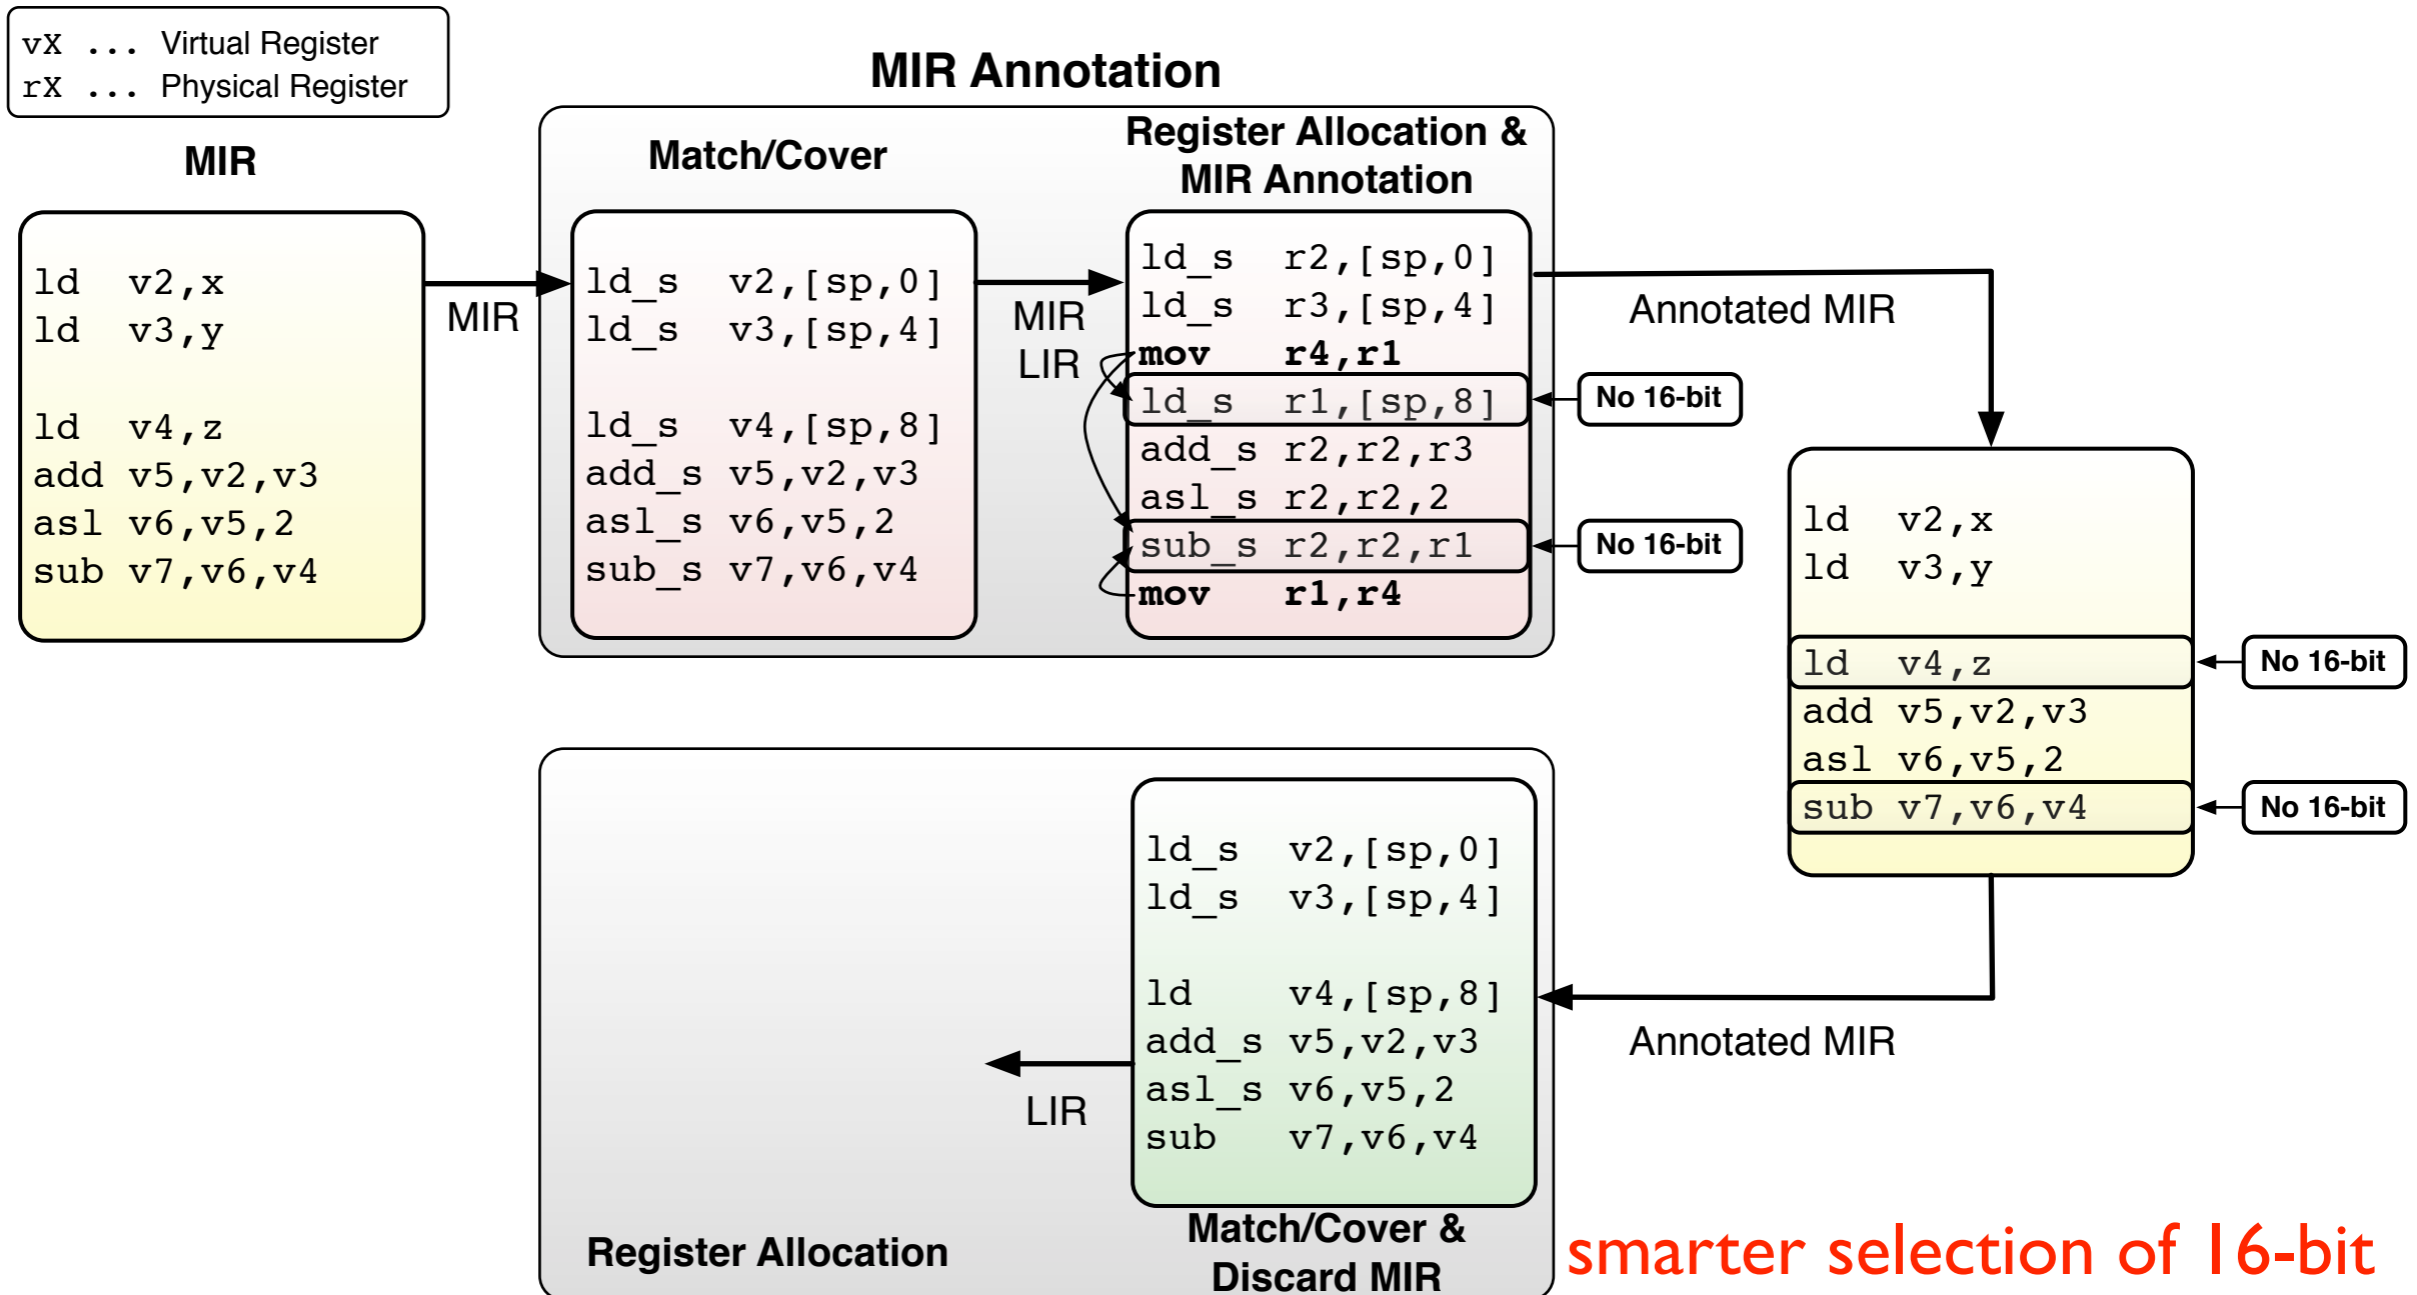 vX ... Virtual Register
rX ... Physical Register
MIR Annotation
MIR
ld v2,x
ld v3,y
ld v4,z
add v5,v2,v3
asl v6,v5,2
sub v7,v6,v4
MIR
Match/Cover
ld_s v2,[sp,0]
ld_s v3,[sp,4]
ld_s v4,[sp,8]
add_s v5,v2,v3
asl_s v6,v5,2
sub_s v7,v6,v4
MIR
LIR
Register Allocation &
MIR Annotation
ld_s r2,[sp,0]
ld_s r3,[sp,4]
mov r4,r1
ld_s r1,[sp,8]
add_s r2,r2,r3
asl_s r2,r2,2
sub_s r2,r2,r1
mov r1,r4
No 16-bit
No 16-bit
Annotated MIR
ld v2,x
ld v3,y
ld v4,z
add v5,v2,v3
asl v6,v5,2
sub v7,v6,v4
No 16-bit
No 16-bit
Annotated MIR
ld_s v2,[sp,0]
ld_s v3,[sp,4]
ld v4,[sp,8]
add_s v5,v2,v3
asl_s v6,v5,2
sub v7,v6,v4
Match/Cover &
Discard MIR
LIR
Register Allocation
smarter selection of 16-bit